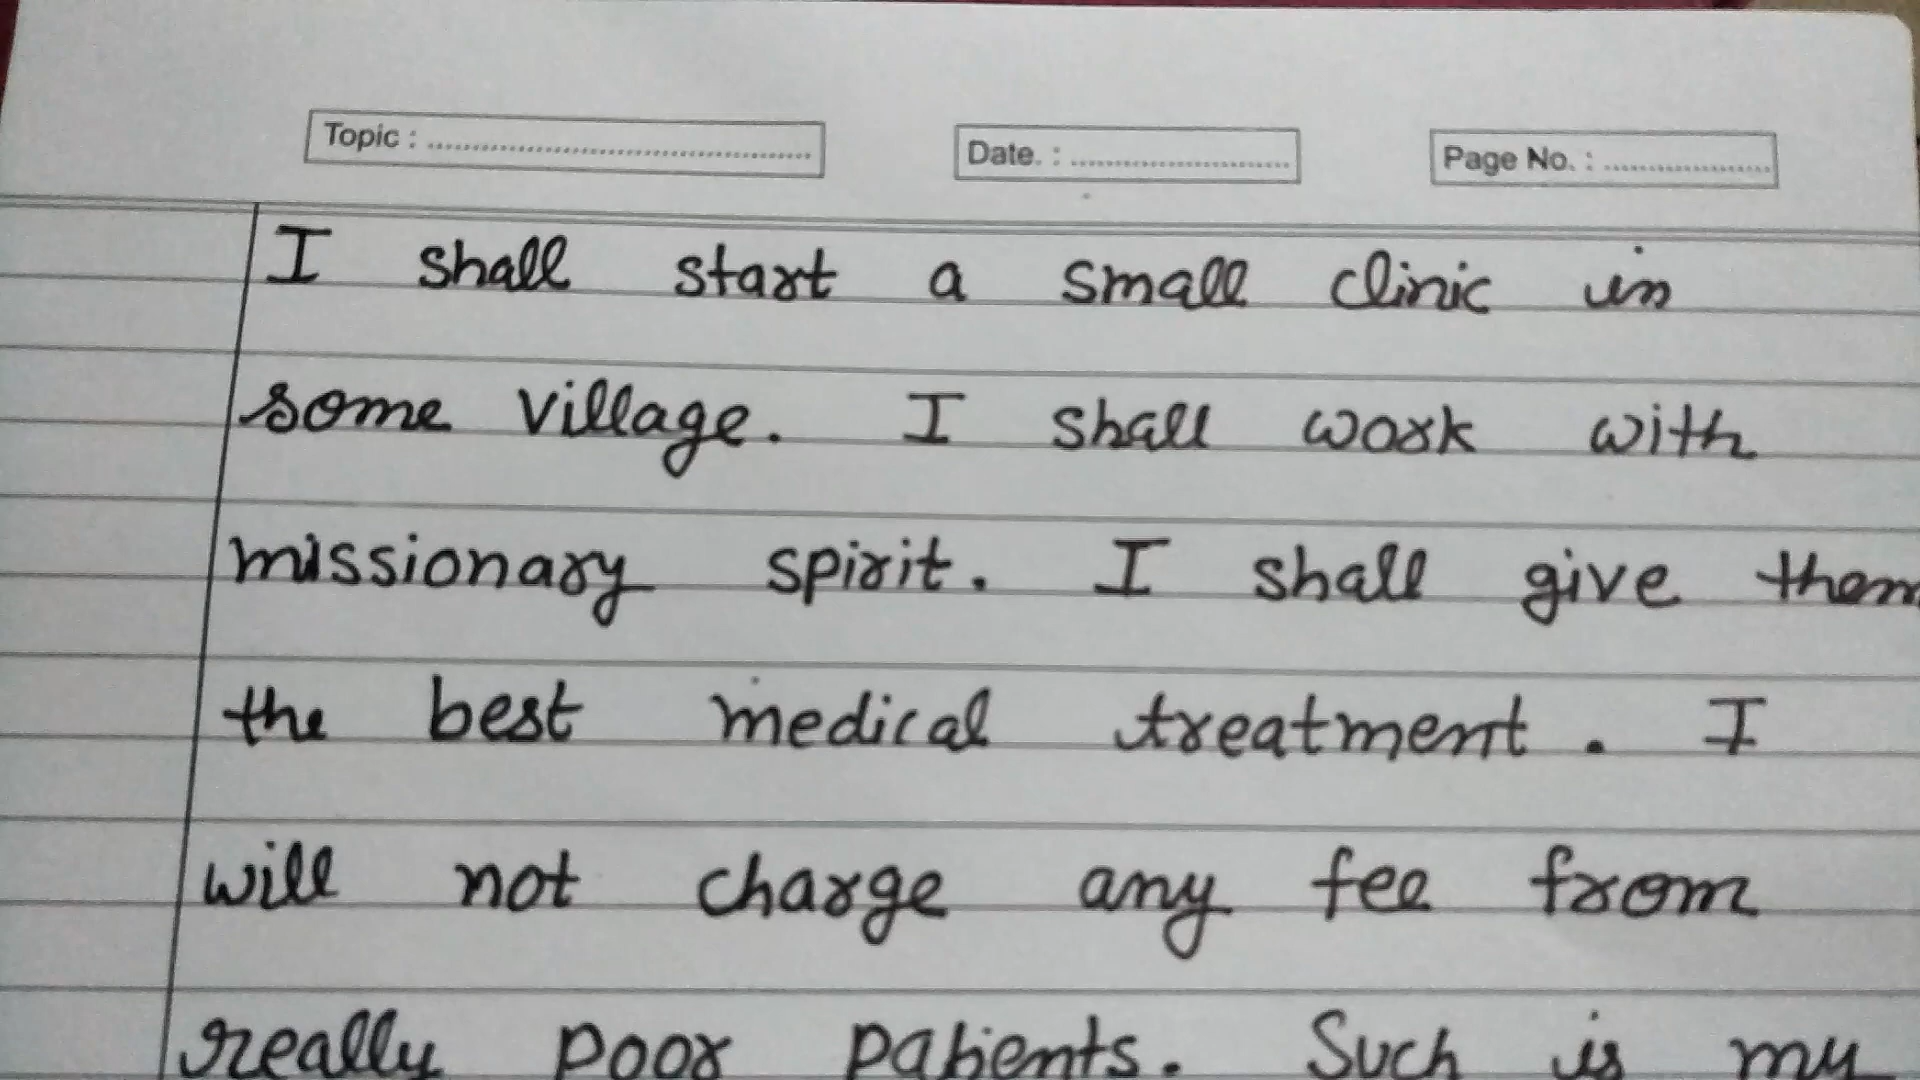 Topic : ........................................
Date. : ..........................
Page No. : ....................
I shall start a small clinic in
some village. I shall work with
missionary spirit. I shall give them
the best medical treatment. I
will not charge any fee from
really poor patients. Such is my